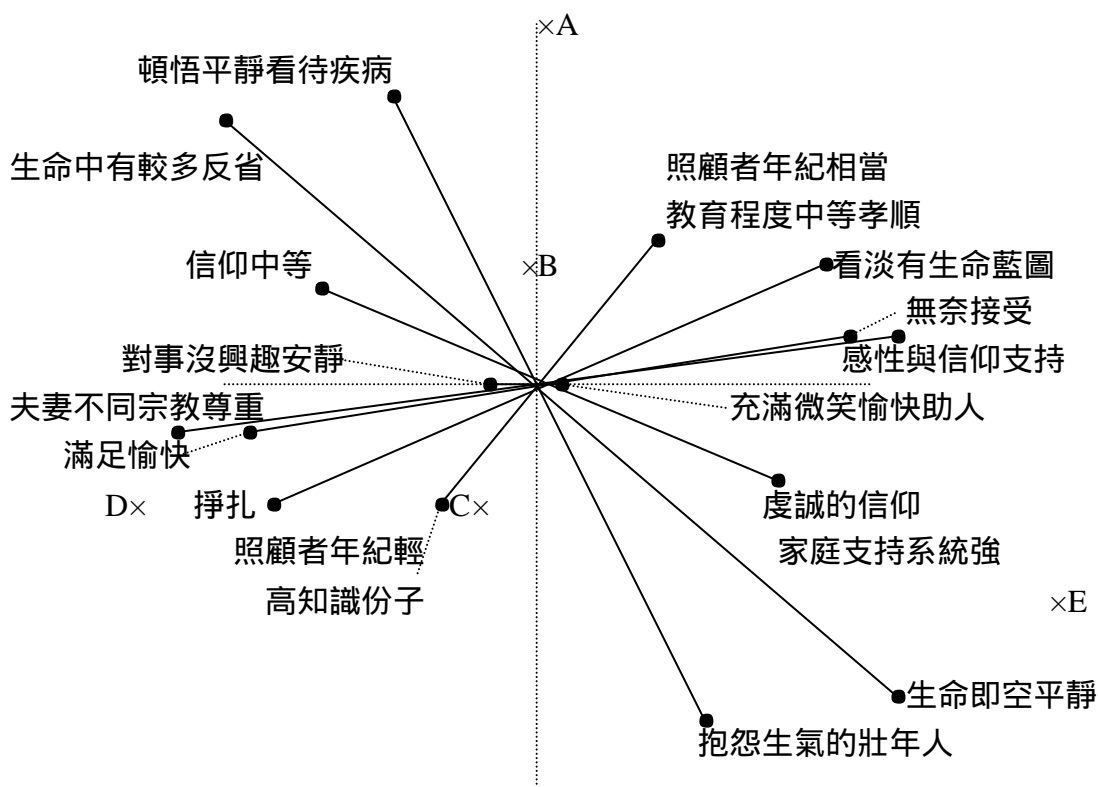 ×A
頓悟平靜看待疾病
生命中有較多反省
照顧者年紀相當
教育程度中等孝順
信仰中等
×B
看淡有生命藍圖
無奈接受
對事沒興趣安靜
感性與信仰支持
夫妻不同宗教尊重
充滿微笑愉快助人
滿足愉快
D×
掙扎
C×
虔誠的信仰
照顧者年紀輕
家庭支持系統強
高知識份子
×E
生命即空平靜
抱怨生氣的壯年人